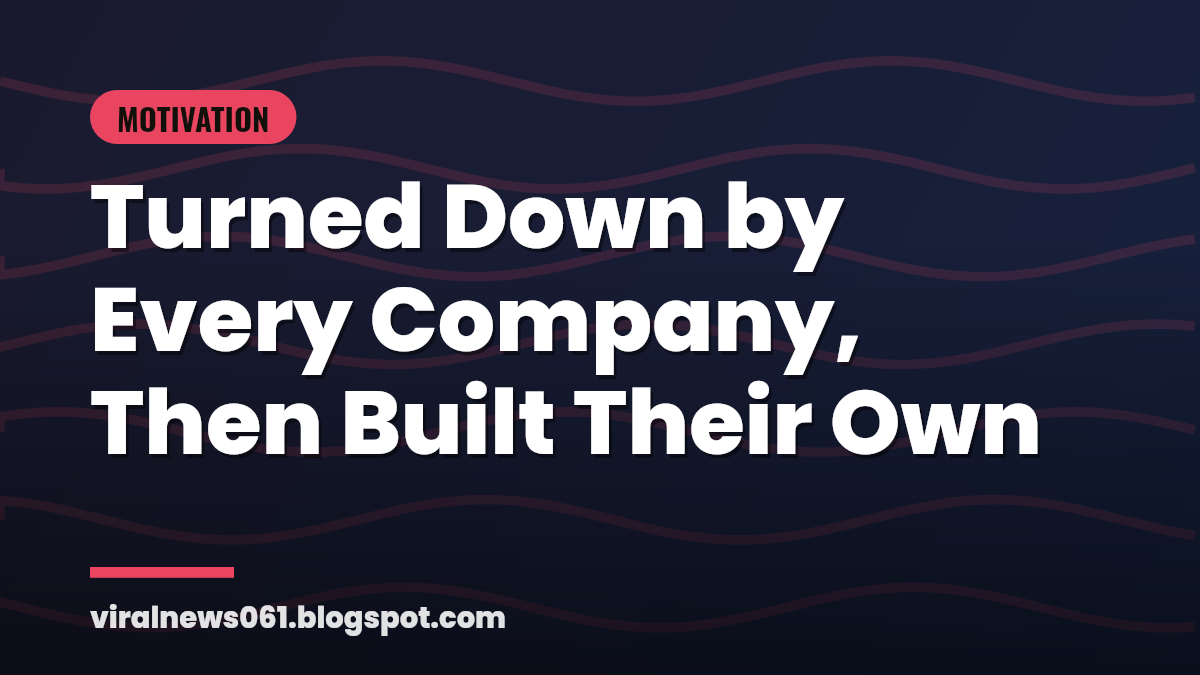 MOTIVATION
Turned Down by
Every Company,
Then Built Their Own
viralnews061.blogspot.com